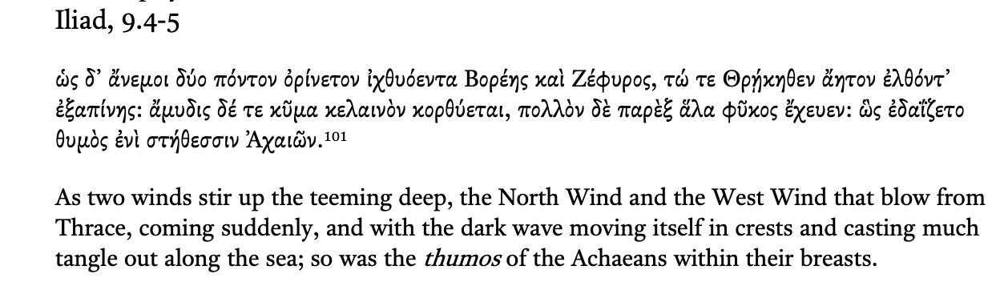 Iliad, 9.4-5
ὡς δ’ ἄνεμοι δύο πόντον ὀρίνετον ἰχθυόεντα Βορέης καὶ Ζέφυρος, τώ τε Θρῄκηθεν ἄητον ἐλθόντ’
ἐξαπίνης: ἄμυδις δέ τε κῦμα κελαινὸν κορθύεται, πολλὸν δὲ παρὲξ ἅλα φῦκος ἔχευεν: ὣς ἐδαΐζετο
θυμὸς ἐνὶ στήθεσσιν Ἀχαιῶν.¹⁰¹
As two winds stir up the teeming deep, the North Wind and the West Wind that blow from
Thrace, coming suddenly, and with the dark wave moving itself in crests and casting much
tangle out along the sea; so was the thumos of the Achaeans within their breasts.